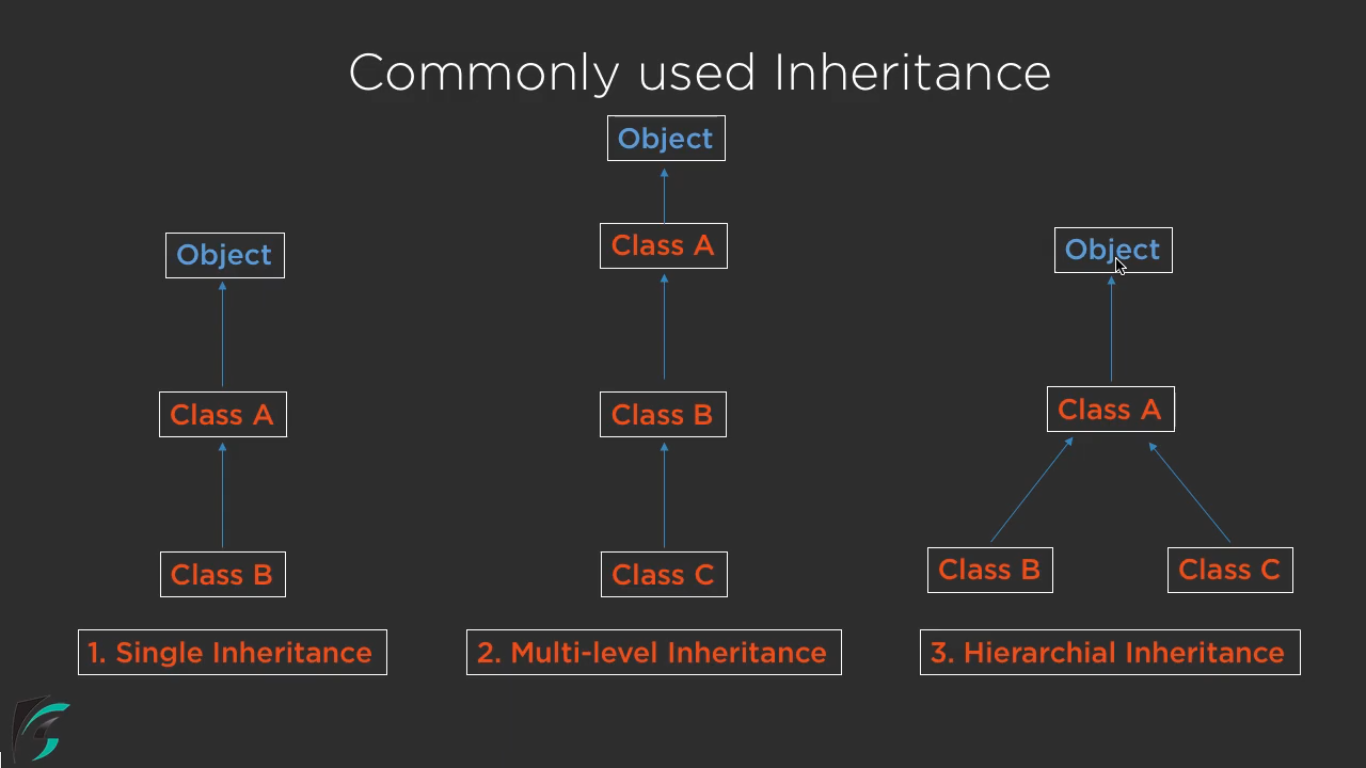 Commonly used Inheritance
Object
Class A
Class B
1. Single Inheritance
Object
Class A
Class B
Class C
2. Multi-level Inheritance
Object
Class A
Class B
Class C
3. Hierarchial Inheritance